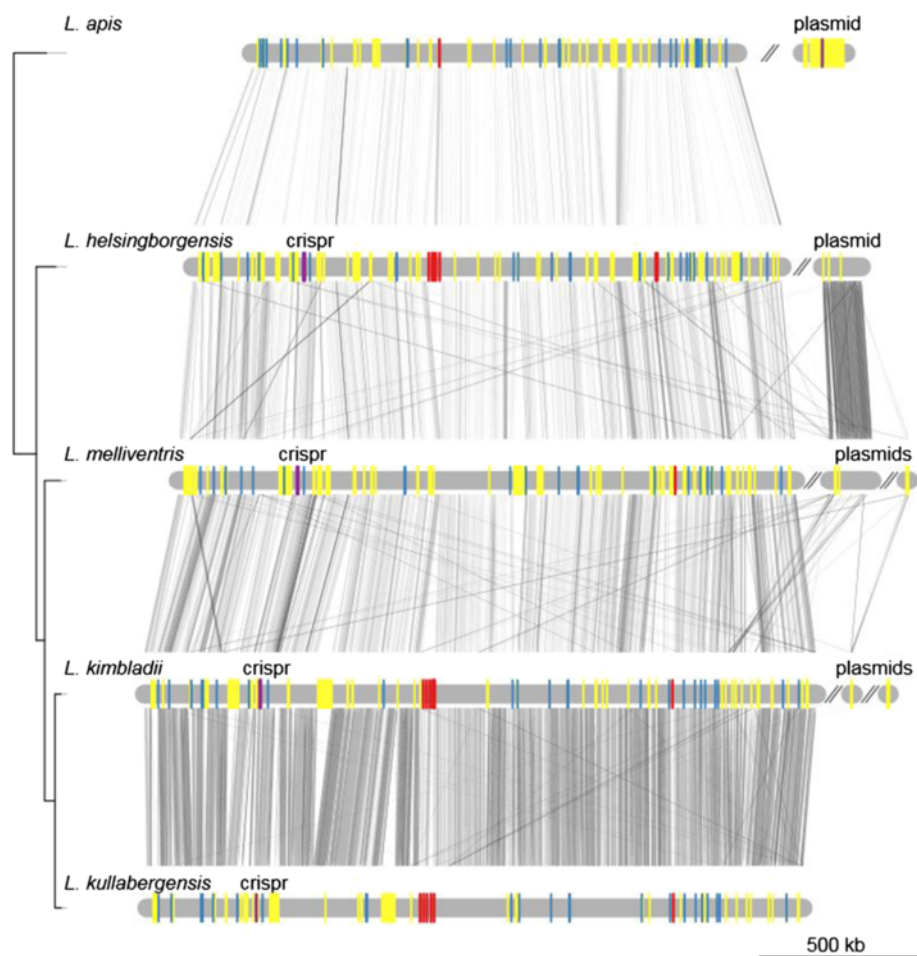 L. apis plasmid
L. helsingborgensis crispr plasmid
L. melliventris crispr plasmids
L. kimbladii crispr plasmids
L. kullabergensis crispr
500 kb